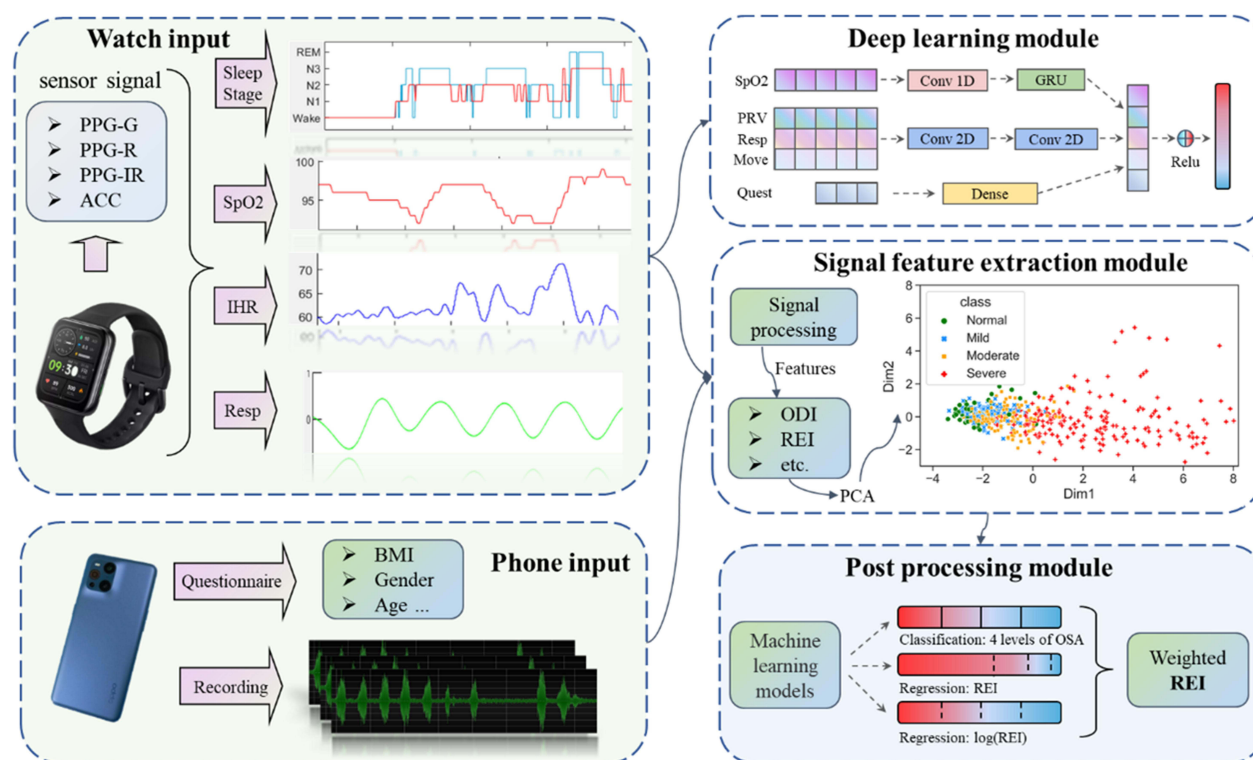 Watch input
sensor signal
➢ PPG-G
➢ PPG-R
➢ PPG-IR
➢ ACC
09:3
Sleep
Stage
REM
N3
N2
N1
Wake
SpO2
100
95
IHR
70
65
60
Resp
1
0
Phone input
Questionnaire
➢ BMI
➢ Gender
➢ Age ...
Recording
Deep learning module
SpO2
Conv 1D
GRU
PRV
Resp
Move
Conv 2D
Conv 2D
Relu
Quest
Dense
Signal feature extraction module
Signal
processing
Features
➢ ODI
➢ REI
➢ etc.
PCA
class
Normal
Mild
Moderate
Severe
Dim2
8
6
4
2
0
−2
−4
−2
0
2
4
6
8
Dim1
Post processing module
Machine
learning
models
Classification: 4 levels of OSA
Regression: REI
Regression: log(REI)
Weighted
REI